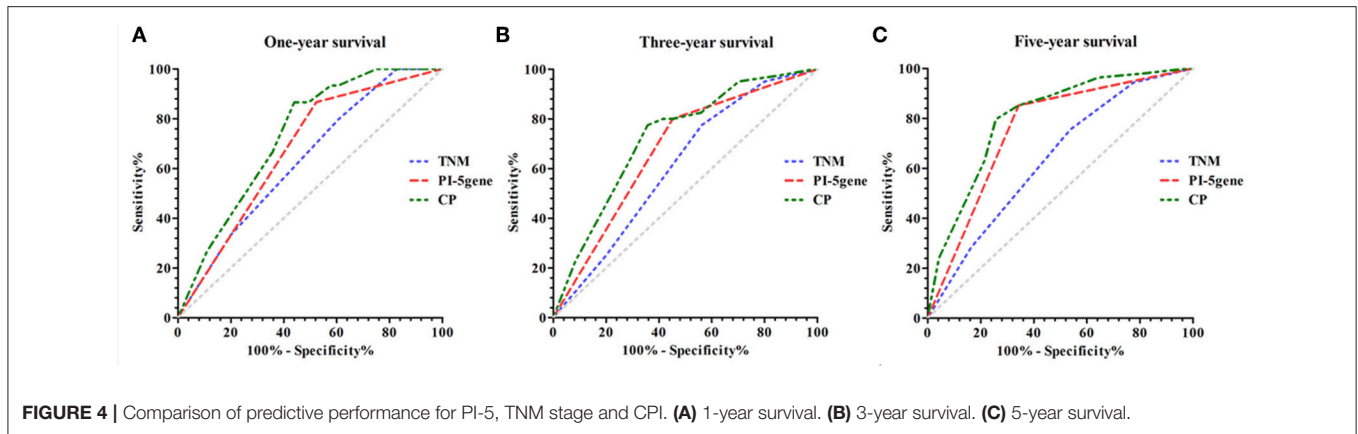 A
One-year survival
100
80
60
40
20
0
0 20 40 60 80 100
Sensitivity%
100% - Specificity%
TNM
PI-5gene
CP
B
Three-year survival
100
80
60
40
20
0
0 20 40 60 80 100
Sensitivity%
100% - Specificity%
TNM
PI-5gene
CP
C
Five-year survival
100
80
60
40
20
0
0 20 40 60 80 100
Sensitivity%
100% - Specificity%
TNM
PI-5gene
CP
FIGURE 4 | Comparison of predictive performance for PI-5, TNM stage and CPI. (A) 1-year survival. (B) 3-year survival. (C) 5-year survival.